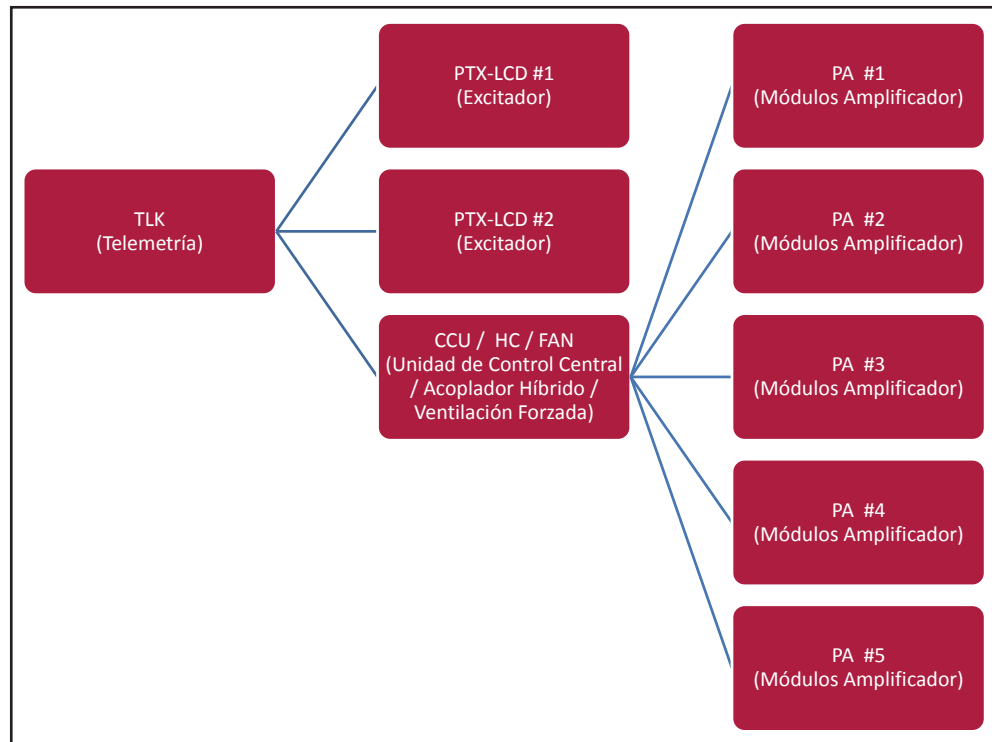 TLK
(Telemetría)
PTX-LCD #1
(Excitador)
PTX-LCD #2
(Excitador)
CCU / HC / FAN
(Unidad de Control Central
/ Acoplador Híbrido /
Ventilación Forzada)
PA #1
(Módulos Amplificador)
PA #2
(Módulos Amplificador)
PA #3
(Módulos Amplificador)
PA #4
(Módulos Amplificador)
PA #5
(Módulos Amplificador)